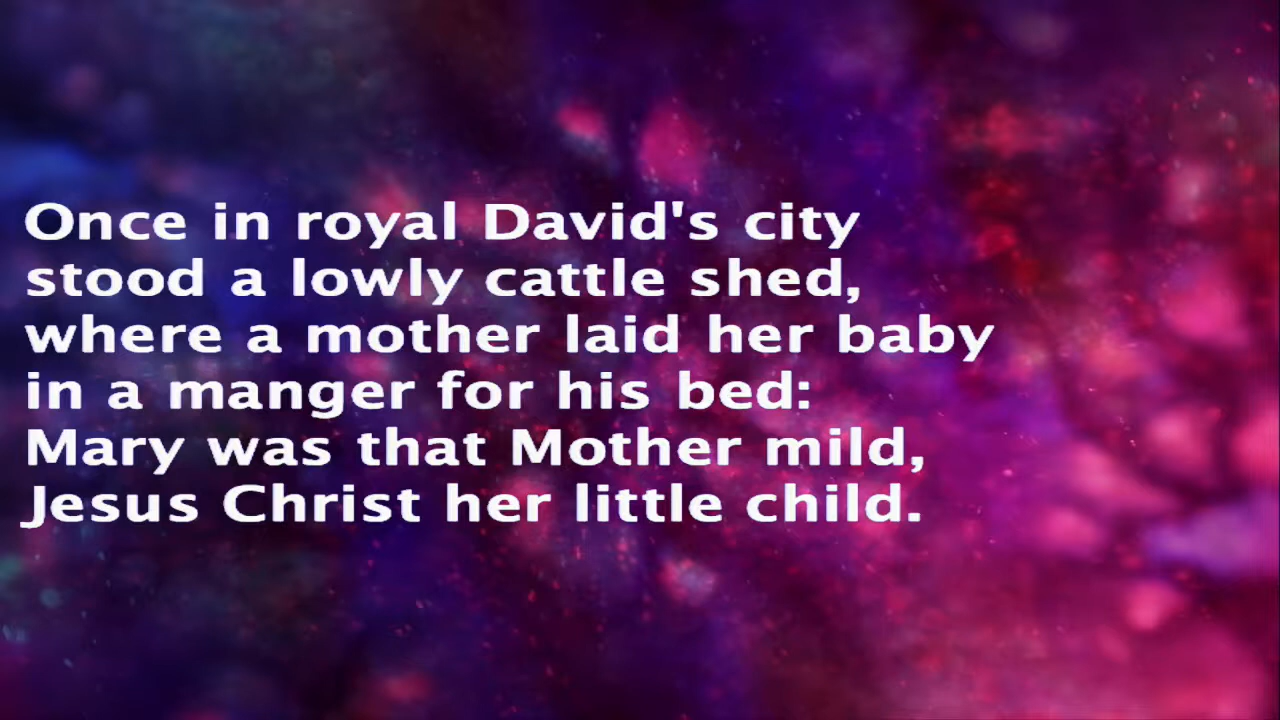 Once in royal David's city
stood a lowly cattle shed,
where a mother laid her baby
in a manger for his bed:
Mary was that Mother mild,
Jesus Christ her little child.